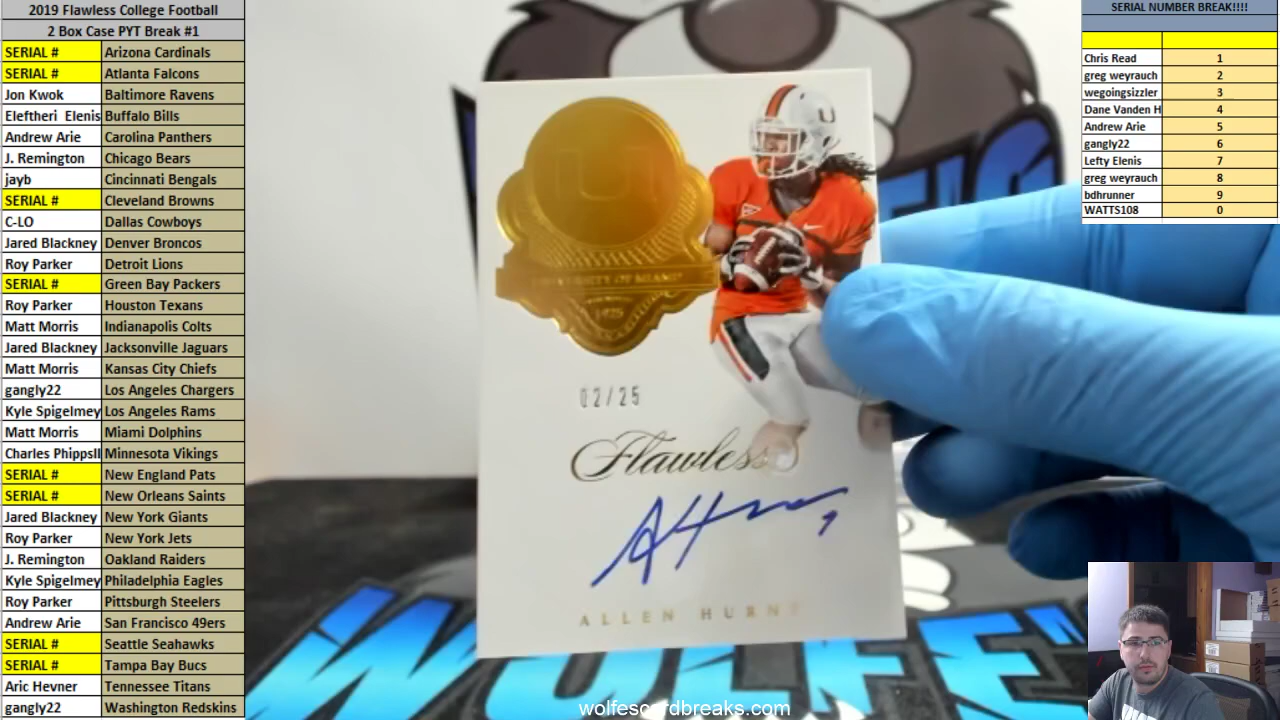 2019 Flawless College Football
2 Box Case PYT Break #1
SERIAL # Arizona Cardinals
SERIAL # Atlanta Falcons
Jon Kwok Baltimore Ravens
Eleftheri Elenis Buffalo Bills
Andrew Arie Carolina Panthers
J. Remington Chicago Bears
jayb Cincinnati Bengals
SERIAL # Cleveland Browns
C-LO Dallas Cowboys
Jared Blackney Denver Broncos
Roy Parker Detroit Lions
SERIAL # Green Bay Packers
Roy Parker Houston Texans
Matt Morris Indianapolis Colts
Jared Blackney Jacksonville Jaguars
Matt Morris Kansas City Chiefs
gangly22 Los Angeles Chargers
Kyle Spigelmey Los Angeles Rams
Matt Morris Miami Dolphins
Charles Phippsll Minnesota Vikings
SERIAL # New England Pats
SERIAL # New Orleans Saints
Jared Blackney New York Giants
Roy Parker New York Jets
J. Remington Oakland Raiders
Kyle Spigelmey Philadelphia Eagles
Roy Parker Pittsburgh Steelers
Andrew Arie San Francisco 49ers
SERIAL # Seattle Seahawks
SERIAL # Tampa Bay Bucs
Aric Hevner Tennessee Titans
gangly22 Washington Redskins
U
UNIVERSITY OF MIAMI
1925
02/25
Flawless
ALLEN HURNS
WOLFE
wolfescardbreaks.com
SERIAL NUMBER BREAK!!!!
Chris Read 1
greg weyrauch 2
wegoingsizzler 3
Dane Vanden H 4
Andrew Arie 5
gangly22 6
Lefty Elenis 7
greg weyrauch 8
bdhrunner 9
WATTS108 0